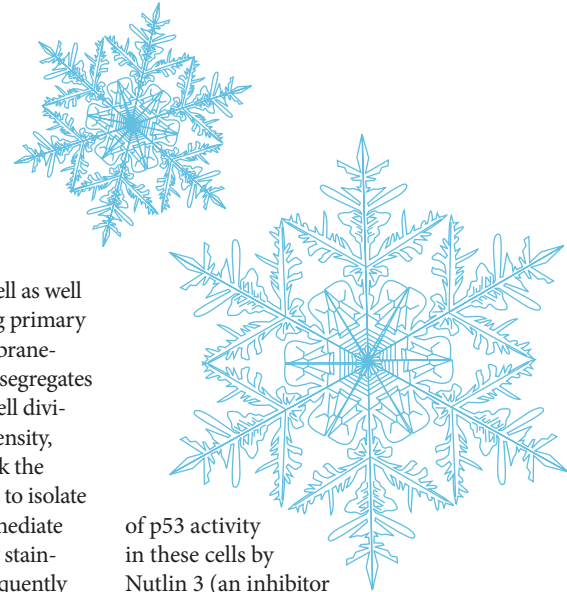 ell as well
g primary
brane-
segregates
ell divi-
ensity,
k the
to isolate
mediate
stain-
quently
of p53 activity
in these cells by
Nutlin 3 (an inhibitor